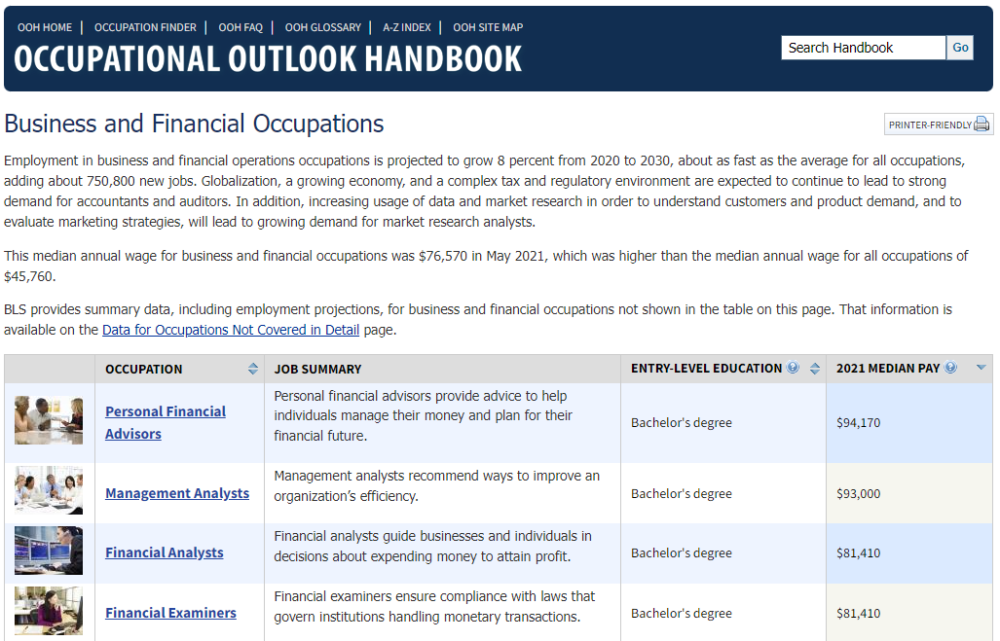 OOH HOME | OCCUPATION FINDER | OOH FAQ | OOH GLOSSARY | A-Z INDEX | OOH SITE MAP
OCCUPATIONAL OUTLOOK HANDBOOK
Search Handbook Go
Business and Financial Occupations
PRINTER-FRIENDLY
Employment in business and financial operations occupations is projected to grow 8 percent from 2020 to 2030, about as fast as the average for all occupations,
adding about 750,800 new jobs. Globalization, a growing economy, and a complex tax and regulatory environment are expected to continue to lead to strong
demand for accountants and auditors. In addition, increasing usage of data and market research in order to understand customers and product demand, and to
evaluate marketing strategies, will lead to growing demand for market research analysts.
This median annual wage for business and financial occupations was $76,570 in May 2021, which was higher than the median annual wage for all occupations of
$45,760.
BLS provides summary data, including employment projections, for business and financial occupations not shown in the table on this page. That information is
available on the Data for Occupations Not Covered in Detail page.
OCCUPATION JOB SUMMARY ENTRY-LEVEL EDUCATION ? 2021 MEDIAN PAY ?
Personal Financial
Advisors
Personal financial advisors provide advice to help
individuals manage their money and plan for their
financial future.
Bachelor's degree
$94,170
Management Analysts
Management analysts recommend ways to improve an
organization’s efficiency.
Bachelor's degree
$93,000
Financial Analysts
Financial analysts guide businesses and individuals in
decisions about expending money to attain profit.
Bachelor's degree
$81,410
Financial Examiners
Financial examiners ensure compliance with laws that
govern institutions handling monetary transactions.
Bachelor's degree
$81,410